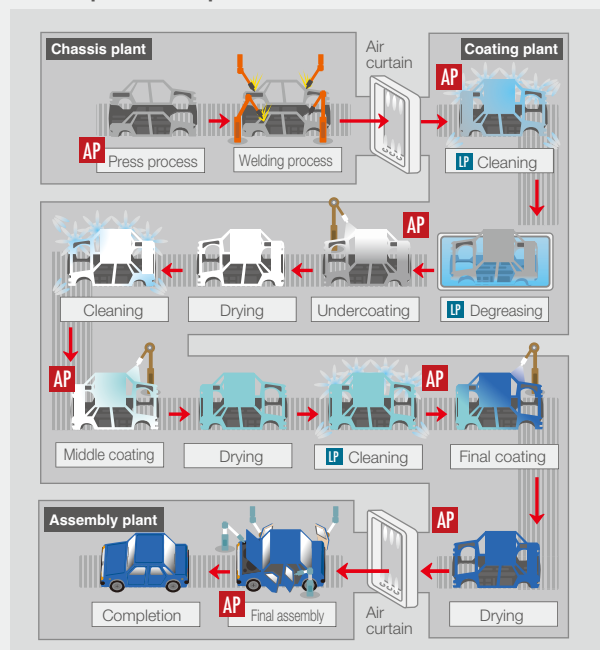 Chassis plant
Air
curtain
Coating plant
AP
AP
Press process
Welding process
LP Cleaning
AP
Cleaning
Drying
Undercoating
LP Degreasing
AP
AP
Middle coating
Drying
LP Cleaning
Final coating
Assembly plant
AP
AP
Completion
Final assembly
Air
curtain
Drying